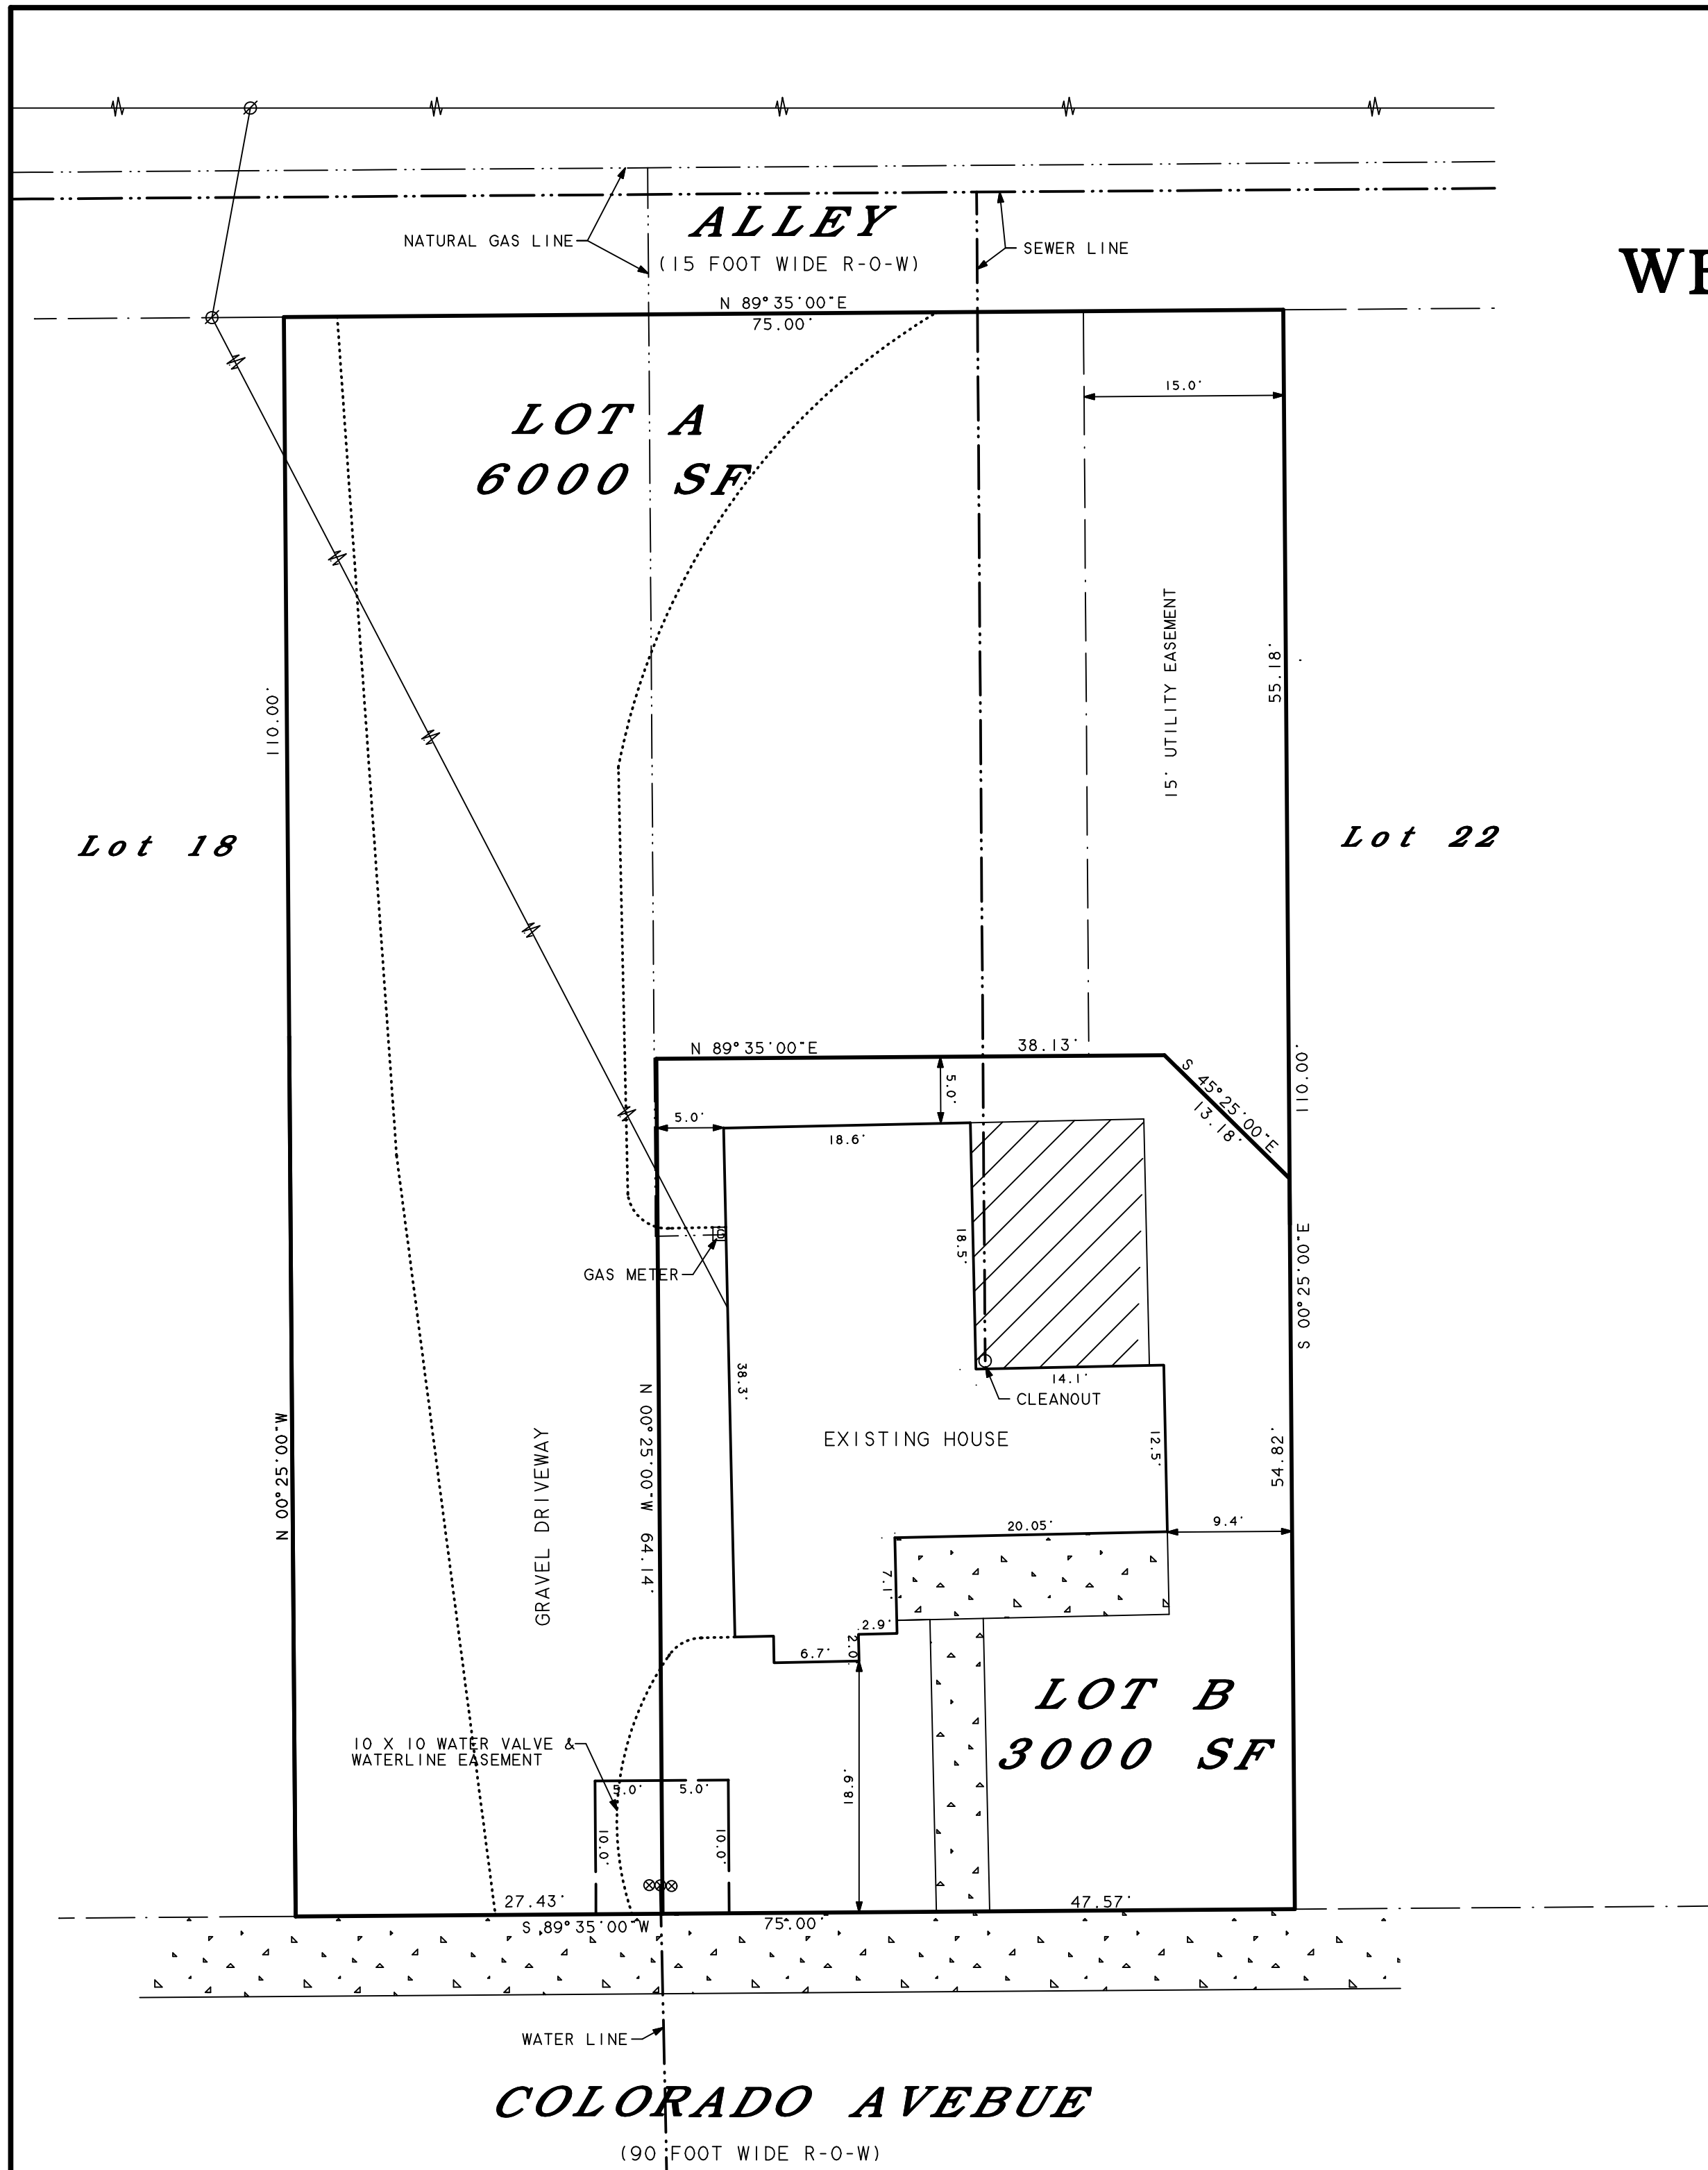 ALLEY
(15 FOOT WIDE R-O-W)
NATURAL GAS LINE
SEWER LINE
WE
N 89°35'00"E
75.00'
15.0'
LOT A
6000 SF
15' UTILITY EASEMENT
55.18'
110.00'
Lot 18
Lot 22
N 89°35'00"E
38.13'
S 45°25'00"E
13.18'
110.00'
5.0'
5.0'
18.6'
18.5'
GAS METER
G
S 00°25'00"E
38.3'
14.1'
CLEANOUT
EXISTING HOUSE
12.5'
54.82'
N 00°25'00"W
GRAVEL DRIVEWAY
N 00°25'00"W 64.14'
20.05'
9.4'
7.1'
2.9'
2.0'
6.7'
LOT B
3000 SF
10 X 10 WATER VALVE &
WATERLINE EASEMENT
5.0'
5.0'
10.0'
10.0'
18.9'
27.43'
47.57'
S 89°35'00"W
75.00'
WATER LINE
COLORADO AVEBUE
(90 FOOT WIDE R-O-W)